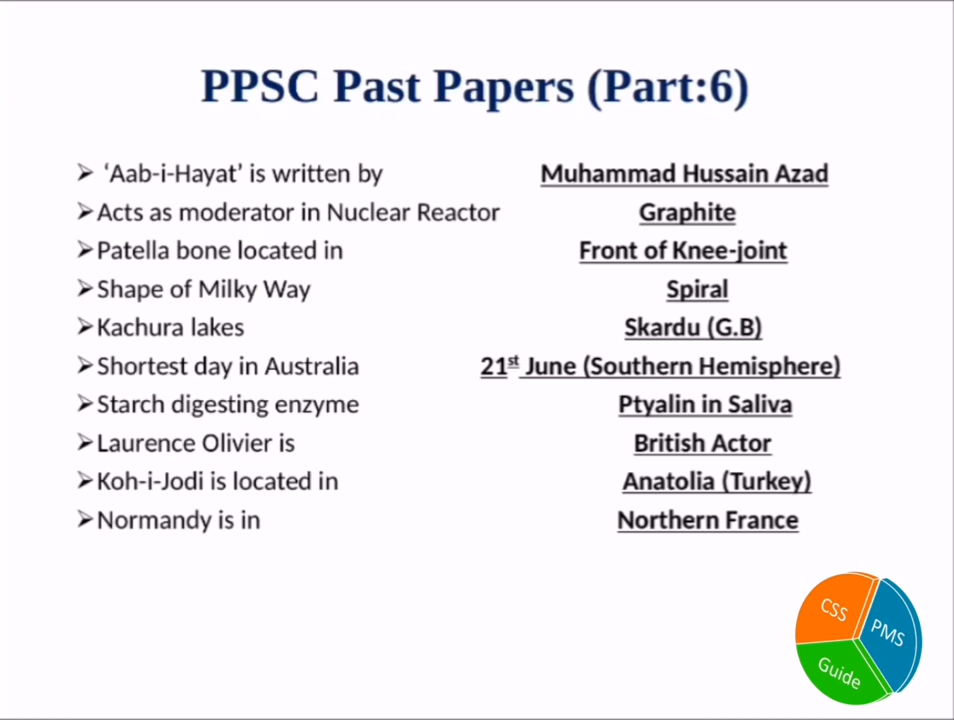 PPSC Past Papers (Part:6)
➢ ‘Aab-i-Hayat’ is written by Muhammad Hussain Azad
➢Acts as moderator in Nuclear Reactor Graphite
➢Patella bone located in Front of Knee-joint
➢Shape of Milky Way Spiral
➢Kachura lakes Skardu (G.B)
➢Shortest day in Australia 21st June (Southern Hemisphere)
➢Starch digesting enzyme Ptyalin in Saliva
➢Laurence Olivier is British Actor
➢Koh-i-Jodi is located in Anatolia (Turkey)
➢Normandy is in Northern France
CSS
PMS
Guide